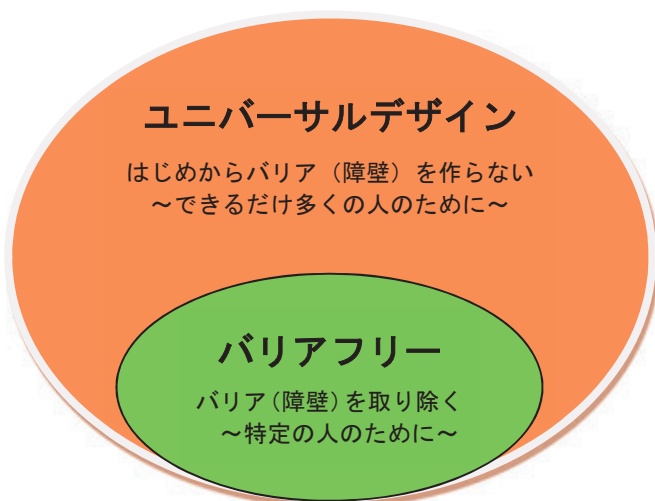 ユニバーサルデザイン
はじめからバリア（障壁）を作らない
～できるだけ多くの人のために～
バリアフリー
バリア（障壁）を取り除く
～特定の人のために～